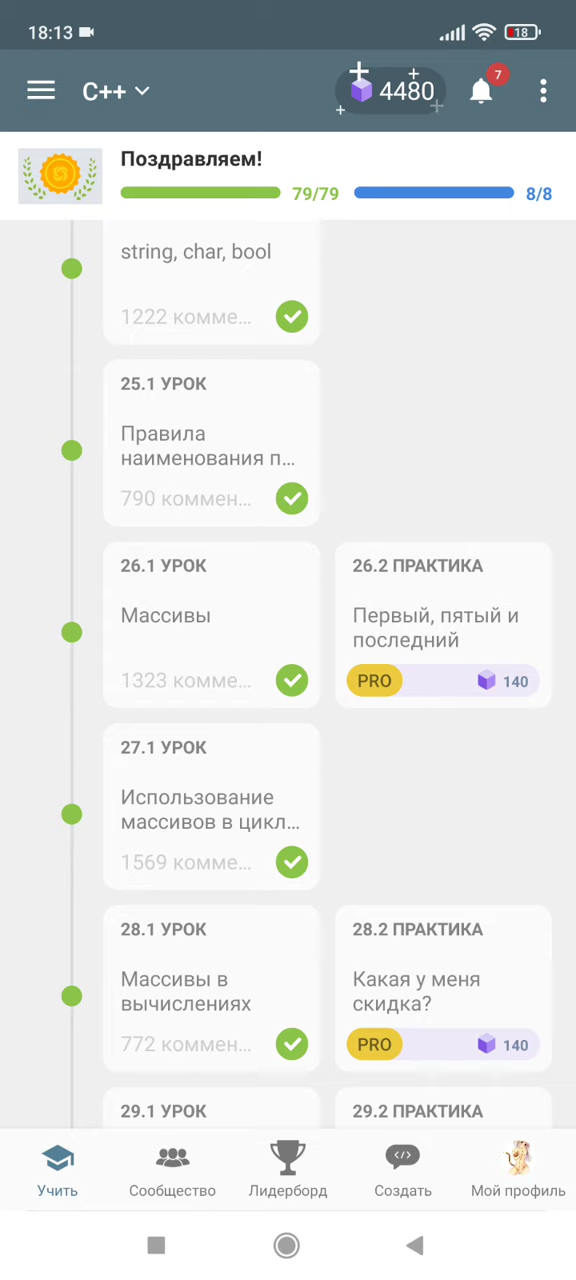 18:13
18
C++
4480
7
Поздравляем!
79/79
8/8
string, char, bool
1222 комме...
25.1 УРОК
Правила
наименования п...
790 коммен...
26.1 УРОК
Массивы
1323 комме...
26.2 ПРАКТИКА
Первый, пятый и
последний
PRO
140
27.1 УРОК
Использование
массивов в цикл...
1569 комме...
28.1 УРОК
Массивы в
вычислениях
772 коммен...
28.2 ПРАКТИКА
Какая у меня
скидка?
PRO
140
29.1 УРОК
29.2 ПРАКТИКА
Учить
Сообщество
Лидерборд
Создать
Мой профиль